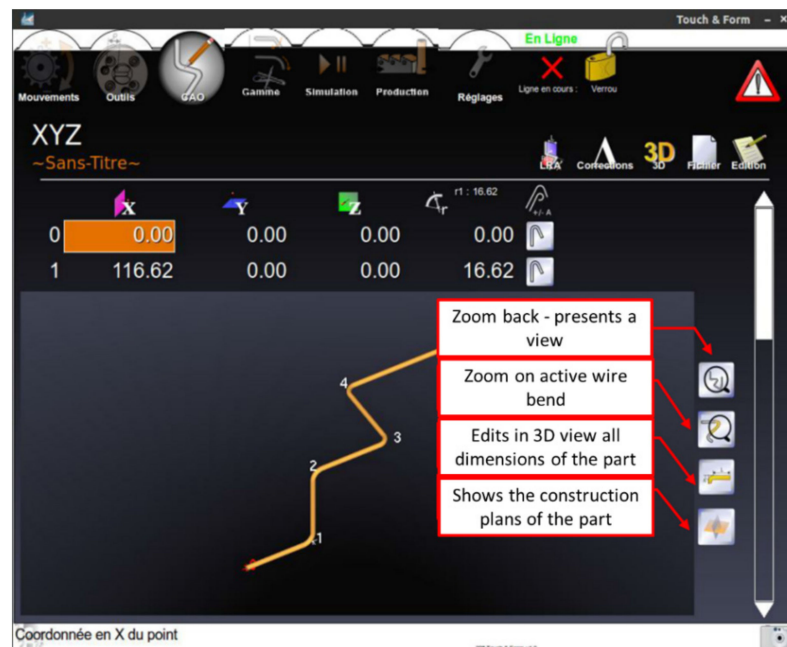 Touch & Form
En Ligne
Mouvements Outils CAO Gamme Simulation Production Réglages Ligne en cours : Verrou
XYZ
~Sans-Titre~
LRA Corrections 3D 3D Fichier Edition
X Y Z r r1 : 16.62 +/- A
0 0.00 0.00 0.00 0.00
1 116.62 0.00 0.00 16.62
Zoom back - presents a
view
Zoom on active wire
bend
Edits in 3D view all
dimensions of the part
Shows the construction
plans of the part
4
3
2
1
Coordonnée en X du point